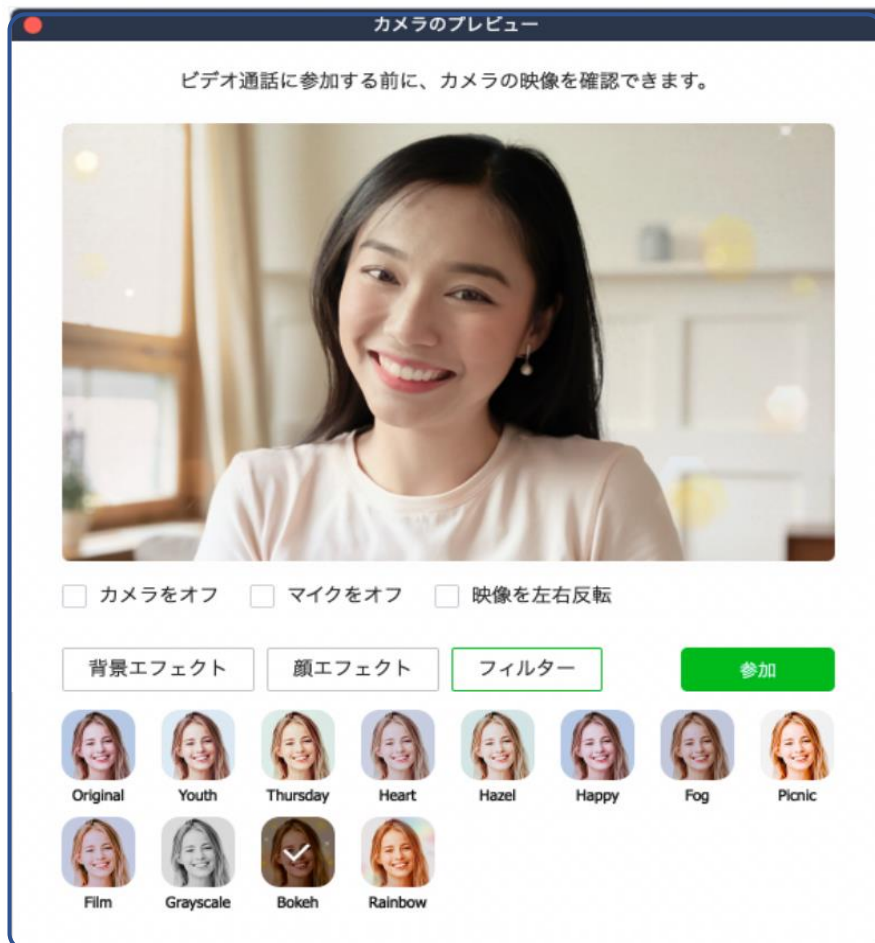 カメラのプレビュー
ビデオ通話に参加する前に、カメラの映像を確認できます。
カメラをオフ マイクをオフ 映像を左右反転
背景エフェクト 顔エフェクト フィルター 参加
Original Youth Thursday Heart Hazel Happy Fog Picnic
Film Grayscale Bokeh Rainbow